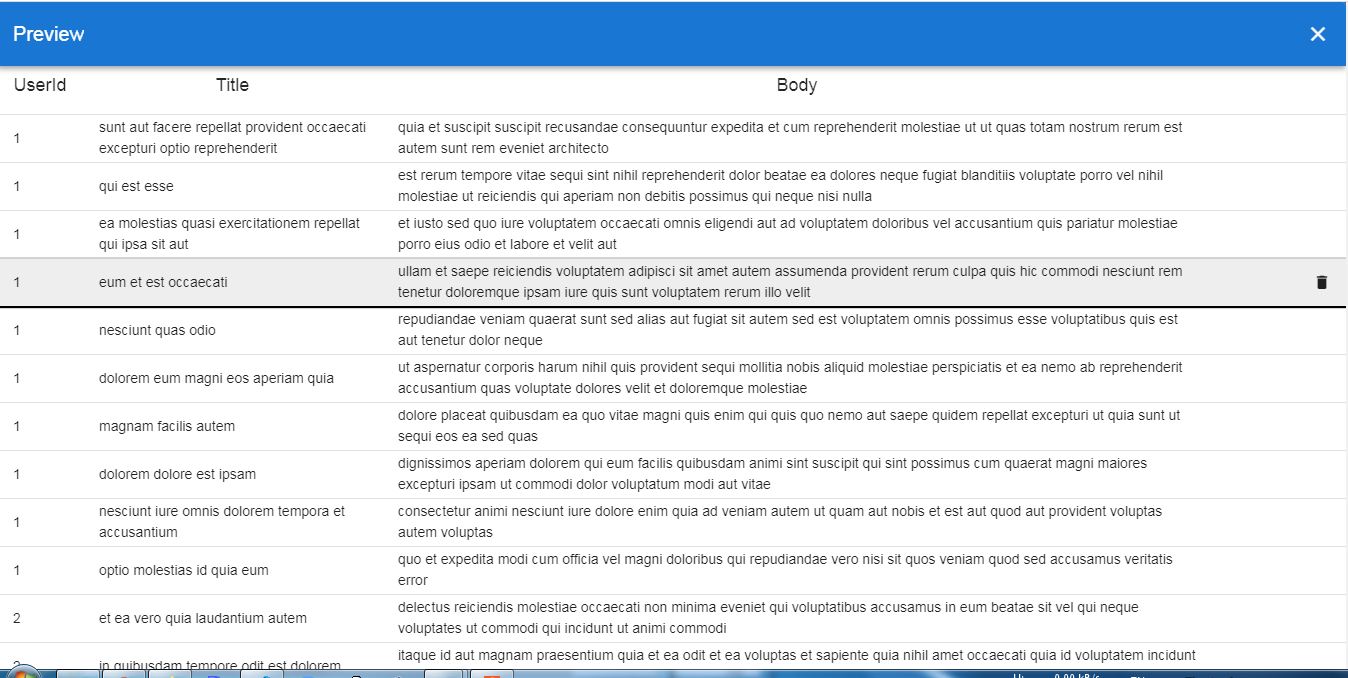 Preview
UserId Title Body
1 sunt aut facere repellat provident occaecati quia et suscipit suscipit recusandae consequuntur expedita et cum reprehenderit molestiae ut ut quas totam nostrum rerum est
excepturi optio reprehenderit autem sunt rem eveniet architecto
1 qui est esse est rerum tempore vitae sequi sint nihil reprehenderit dolor beatae ea dolores neque fugiat blanditiis voluptate porro vel nihil
molestiae ut reiciendis qui aperiam non debitis possimus qui neque nisi nulla
1 ea molestias quasi exercitationem repellat et iusto sed quo iure voluptatem occaecati omnis eligendi aut ad voluptatem doloribus vel accusantium quis pariatur molestiae
qui ipsa sit aut porro eius odio et labore et velit aut
1 eum et est occaecati ullam et saepe reiciendis voluptatem adipisci sit amet autem assumenda provident rerum culpa quis hic commodi nesciunt rem
tenetur doloremque ipsam iure quis sunt voluptatem rerum illo velit
1 nesciunt quas odio repudiandae veniam quaerat sunt sed alias aut fugiat sit autem sed est voluptatem omnis possimus esse voluptatibus quis est
aut tenetur dolor neque
1 dolorem eum magni eos aperiam quia ut aspernatur corporis harum nihil quis provident sequi mollitia nobis aliquid molestiae perspiciatis et ea nemo ab reprehenderit
accusantium quas voluptate dolores velit et doloremque molestiae
1 magnam facilis autem dolore placeat quibusdam ea quo vitae magni quis enim qui quis quo nemo aut saepe quidem repellat excepturi ut quia sunt ut
sequi eos ea sed quas
1 dolorem dolore est ipsam dignissimos aperiam dolorem qui eum facilis quibusdam animi sint suscipit qui sint possimus cum quaerat magni maiores
excepturi ipsam ut commodi dolor voluptatum modi aut vitae
1 nesciunt iure omnis dolorem tempora et consectetur animi nesciunt iure dolore enim quia ad veniam autem ut quam aut nobis et est aut quod aut provident voluptas
accusantium autem voluptas
1 optio molestias id quia eum quo et expedita modi cum officia vel magni doloribus qui repudiandae vero nisi sit quos veniam quod sed accusamus veritatis
error
2 et ea vero quia laudantium autem delectus reiciendis molestiae occaecati non minima eveniet qui voluptatibus accusamus in eum beatae sit vel qui neque
voluptates ut commodi qui incidunt ut animi commodi
2 in quibusdam tempore odit est dolorem itaque id aut magnam praesentium quia et ea odit et ea voluptas et sapiente quia nihil amet occaecati quia id voluptatem incidunt